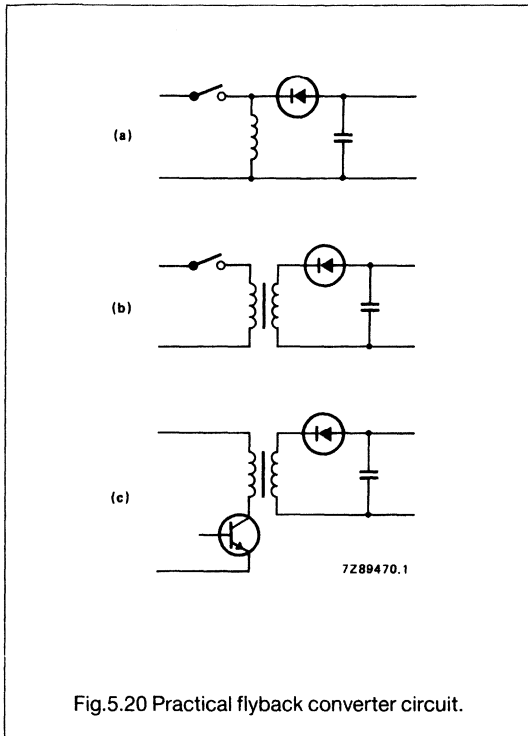 (a)
(b)
(c)
7Z89470.1
Fig.5.20 Practical flyback converter circuit.